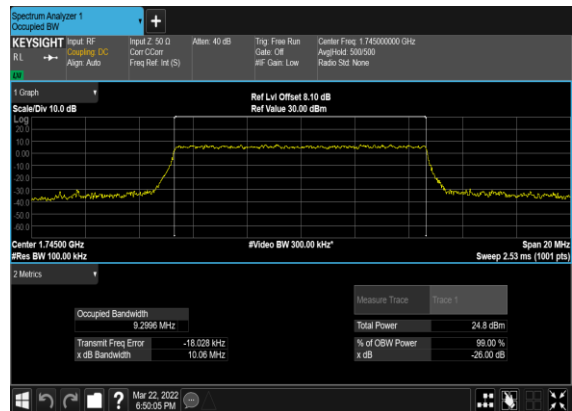 Spectrum Analyzer 1
Occupied BW
KEYSIGHT Input: RF Input Z: 50 Ω Atten: 40 dB Trig: Free Run Center Freq: 1.745000000 GHz
RL Coupling: DC Corr CCorr Gate: Off Avg|Hold: 500/500
Align: Auto Freq Ref: Int (S) #IF Gain: Low Radio Std: None
1 Graph
Ref Lvl Offset 8.10 dB
Scale/Div 10.0 dB Ref Value 30.00 dBm
Log
20.0
10.0
0.00
-10.0
-20.0
-30.0
-40.0
-50.0
-60.0
Center 1.74500 GHz #Video BW 300.00 kHz* Span 20 MHz
#Res BW 100.00 kHz Sweep 2.53 ms (1001 pts)
2 Metrics
Measure Trace Trace 1
Occupied Bandwidth
9.2996 MHz Total Power 24.8 dBm
Transmit Freq Error -18.028 kHz % of OBW Power 99.00 %
x dB Bandwidth 10.06 MHz x dB -26.00 dB
Mar 22, 2022
6:50:05 PM